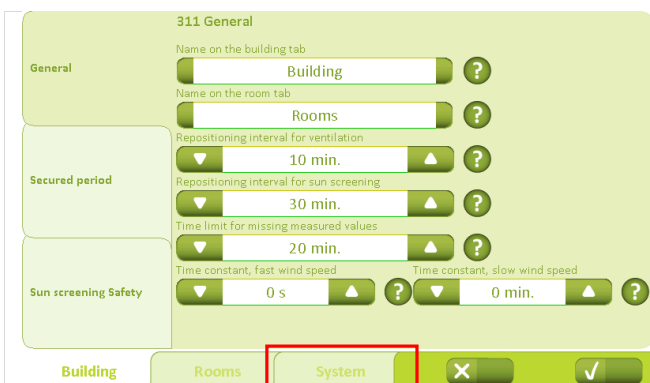 311 General
General
Name on the building tab
Building
?
Name on the room tab
Rooms
?
Repositioning interval for ventilation
10 min.
?
Secured period
Repositioning interval for sun screening
30 min.
?
Time limit for missing measured values
20 min.
?
Sun screening Safety
Time constant, fast wind speed
0 s
?
Time constant, slow wind speed
0 min.
?
Building
Rooms
System